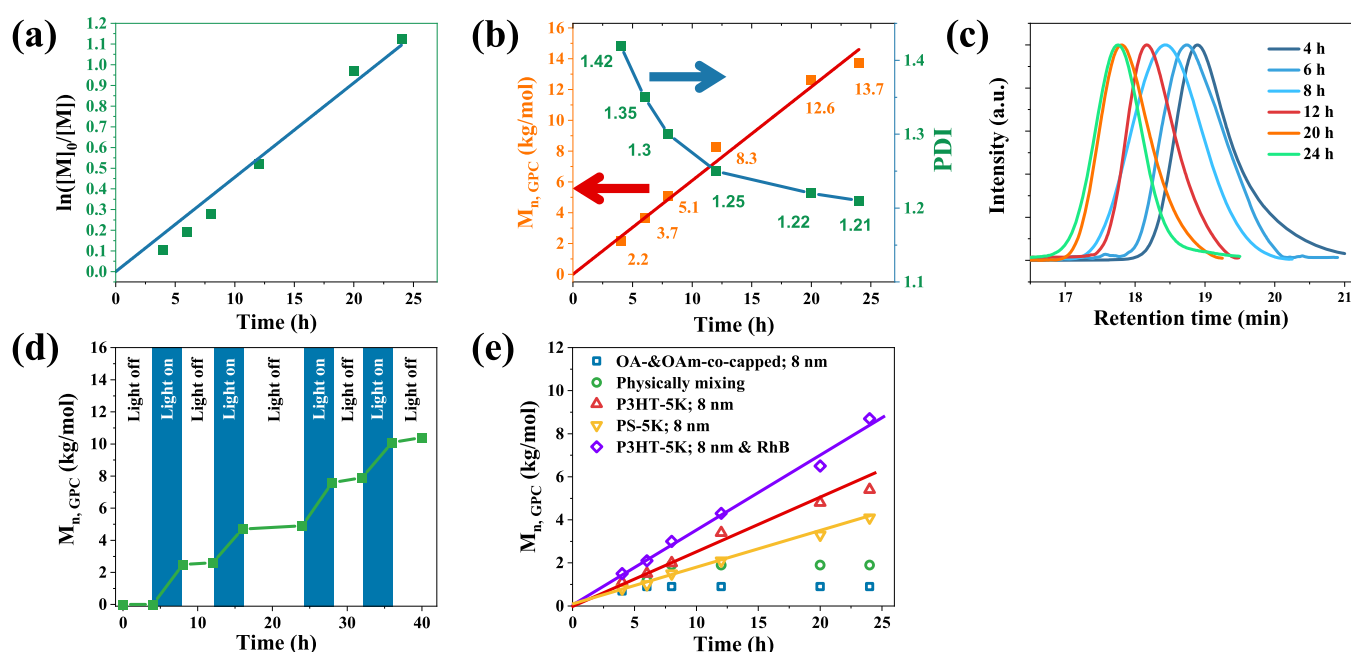 (a)
ln([M]0/[M])
1.2
1.1
1.0
0.9
0.8
0.7
0.6
0.5
0.4
0.3
0.2
0.1
0.0
0 5 10 15 20 25
Time (h)
(b)
Mn, GPC (kg/mol)
16
14
12
10
8
6
4
2
0
1.42
1.35
1.3
1.25
1.22
1.21
2.2
3.7
5.1
8.3
12.6
13.7
1.4
1.3
1.2
1.1
PDI
0 5 10 15 20 25
Time (h)
(c)
Intensity (a.u.)
4 h
6 h
8 h
12 h
20 h
24 h
17 18 19 20 21
Retention time (min)
(d)
Mn, GPC (kg/mol)
16
14
12
10
8
6
4
2
0
Light off
Light on
Light off
Light on
Light off
Light on
Light off
Light on
Light off
0 10 20 30 40
Time (h)
(e)
Mn, GPC (kg/mol)
12
10
8
6
4
2
0
OA-&OAm-co-capped; 8 nm
Physically mixing
P3HT-5K; 8 nm
PS-5K; 8 nm
P3HT-5K; 8 nm & RhB
0 5 10 15 20 25
Time (h)